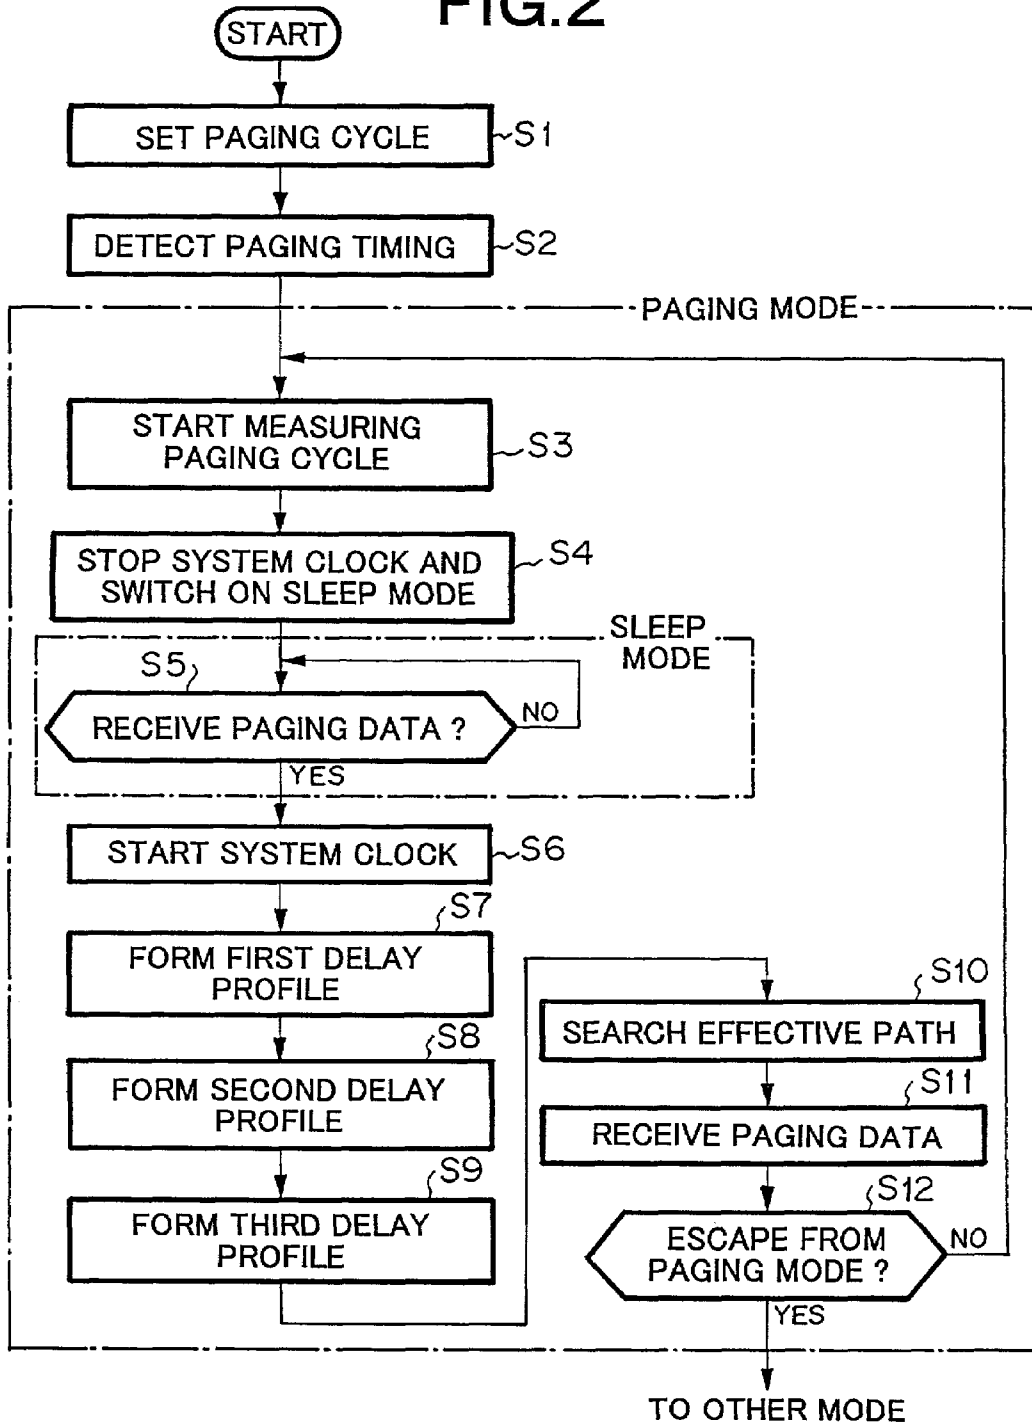 FIG.2
START
SET PAGING CYCLE
S1
DETECT PAGING TIMING
S2
PAGING MODE
START MEASURING
PAGING CYCLE
S3
STOP SYSTEM CLOCK AND
SWITCH ON SLEEP MODE
S4
SLEEP
MODE
S5
RECEIVE PAGING DATA ?
NO
YES
START SYSTEM CLOCK
S6
S7
FORM FIRST DELAY
PROFILE
S8
FORM SECOND DELAY
PROFILE
S9
FORM THIRD DELAY
PROFILE
S10
SEARCH EFFECTIVE PATH
S11
RECEIVE PAGING DATA
S12
ESCAPE FROM
PAGING MODE ?
NO
YES
TO OTHER MODE